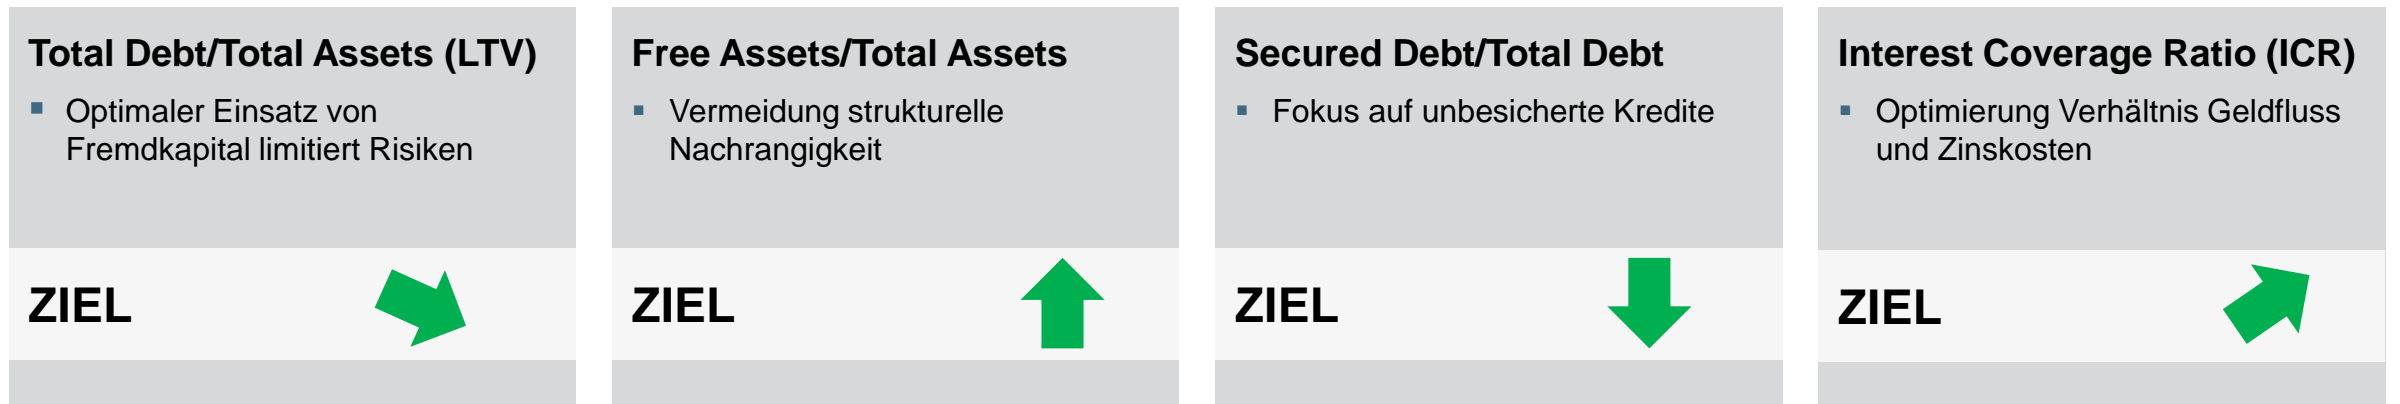 Total Debt/Total Assets (LTV)
▪ Optimaler Einsatz von
Fremdkapital limitiert Risiken
ZIEL
Free Assets/Total Assets
▪ Vermeidung strukturelle
Nachrangigkeit
ZIEL
Secured Debt/Total Debt
▪ Fokus auf unbesicherte Kredite
ZIEL
Interest Coverage Ratio (ICR)
▪ Optimierung Verhältnis Geldfluss
und Zinskosten
ZIEL